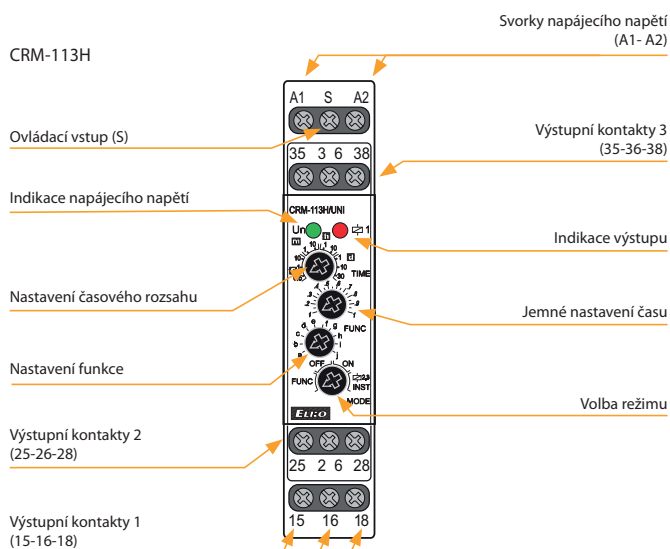 CRM-113H
Svorky napájecího napětí
(A1- A2)
A1 S A2
Ovládací vstup (S)
Výstupní kontakty 3
(35-36-38)
35 3 6 38
Indikace napájecího napětí
CRM-113H/UNI
Un
1
Indikace výstupu
TIME
Nastavení časového rozsahu
Jemné nastavení času
FUNC
Nastavení funkce
OFF ON
FUNC
INST
MODE
Volba režimu
ELKO
Výstupní kontakty 2
(25-26-28)
25 2 6 28
Výstupní kontakty 1
(15-16-18)
15 16 18